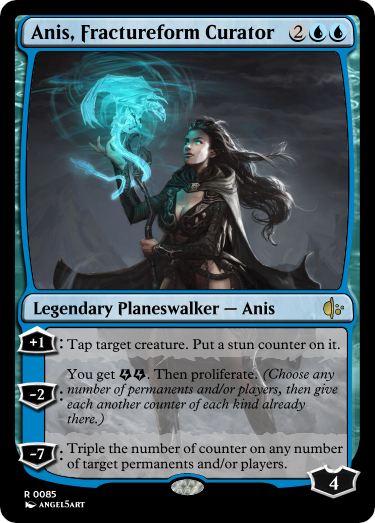 Anis, Fractureform Curator 2
Legendary Planeswalker — Anis
+1: Tap target creature. Put a stun counter on it.
You get . Then proliferate. (Choose any
-2: number of permanents and/or players, then give
each another counter of each kind already
there.)
-7: Triple the number of counter on any number
of target permanents and/or players.
4
R 0085
ANGEL5ART